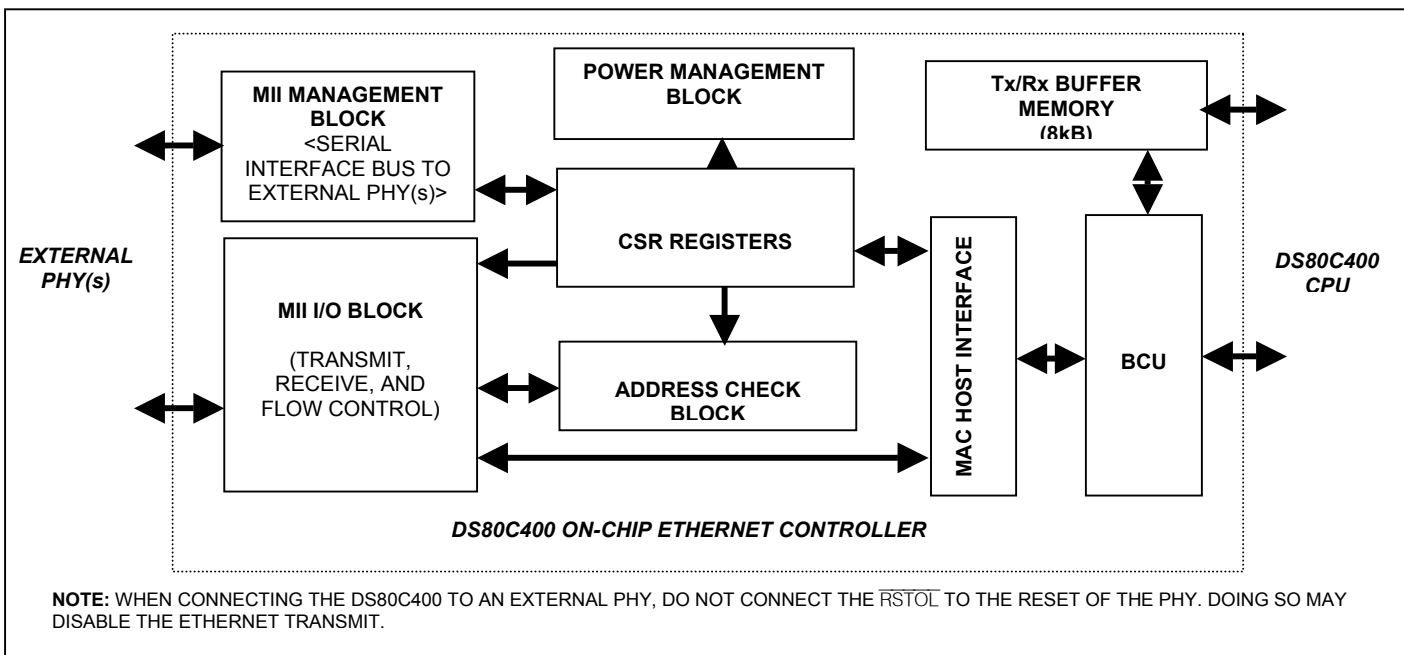 MII MANAGEMENT
BLOCK
<SERIAL
INTERFACE BUS TO
EXTERNAL PHY(s)>
POWER MANAGEMENT
BLOCK
Tx/Rx BUFFER
MEMORY
(8kB)
EXTERNAL
PHY(s)
CSR REGISTERS
MII I/O BLOCK
(TRANSMIT,
RECEIVE, AND
FLOW CONTROL)
ADDRESS CHECK
BLOCK
MAC HOST INTERFACE
BCU
DS80C400
CPU
DS80C400 ON-CHIP ETHERNET CONTROLLER
NOTE: WHEN CONNECTING THE DS80C400 TO AN EXTERNAL PHY, DO NOT CONNECT THE R̅S̅T̅O̅L̅ TO THE RESET OF THE PHY. DOING SO MAY
DISABLE THE ETHERNET TRANSMIT.